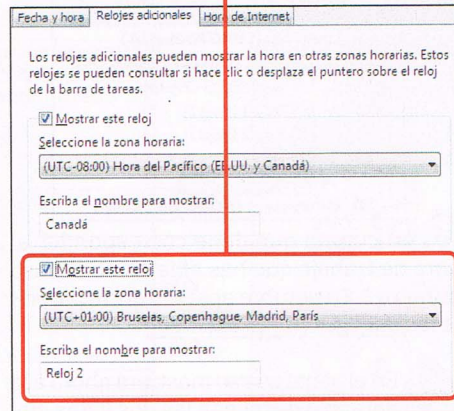 Fecha y hora Relojes adicionales Hora de Internet
Los relojes adicionales pueden mostrar la hora en otras zonas horarias. Estos
relojes se pueden consultar si hace clic o desplaza el puntero sobre el reloj
de la barra de tareas.
Mostrar este reloj
Seleccione la zona horaria:
(UTC-08:00) Hora del Pacífico (EE.UU. y Canadá)
Escriba el nombre para mostrar:
Canadá
Mostrar este reloj
Seleccione la zona horaria:
(UTC+01:00) Bruselas, Copenhague, Madrid, París
Escriba el nombre para mostrar:
Reloj 2